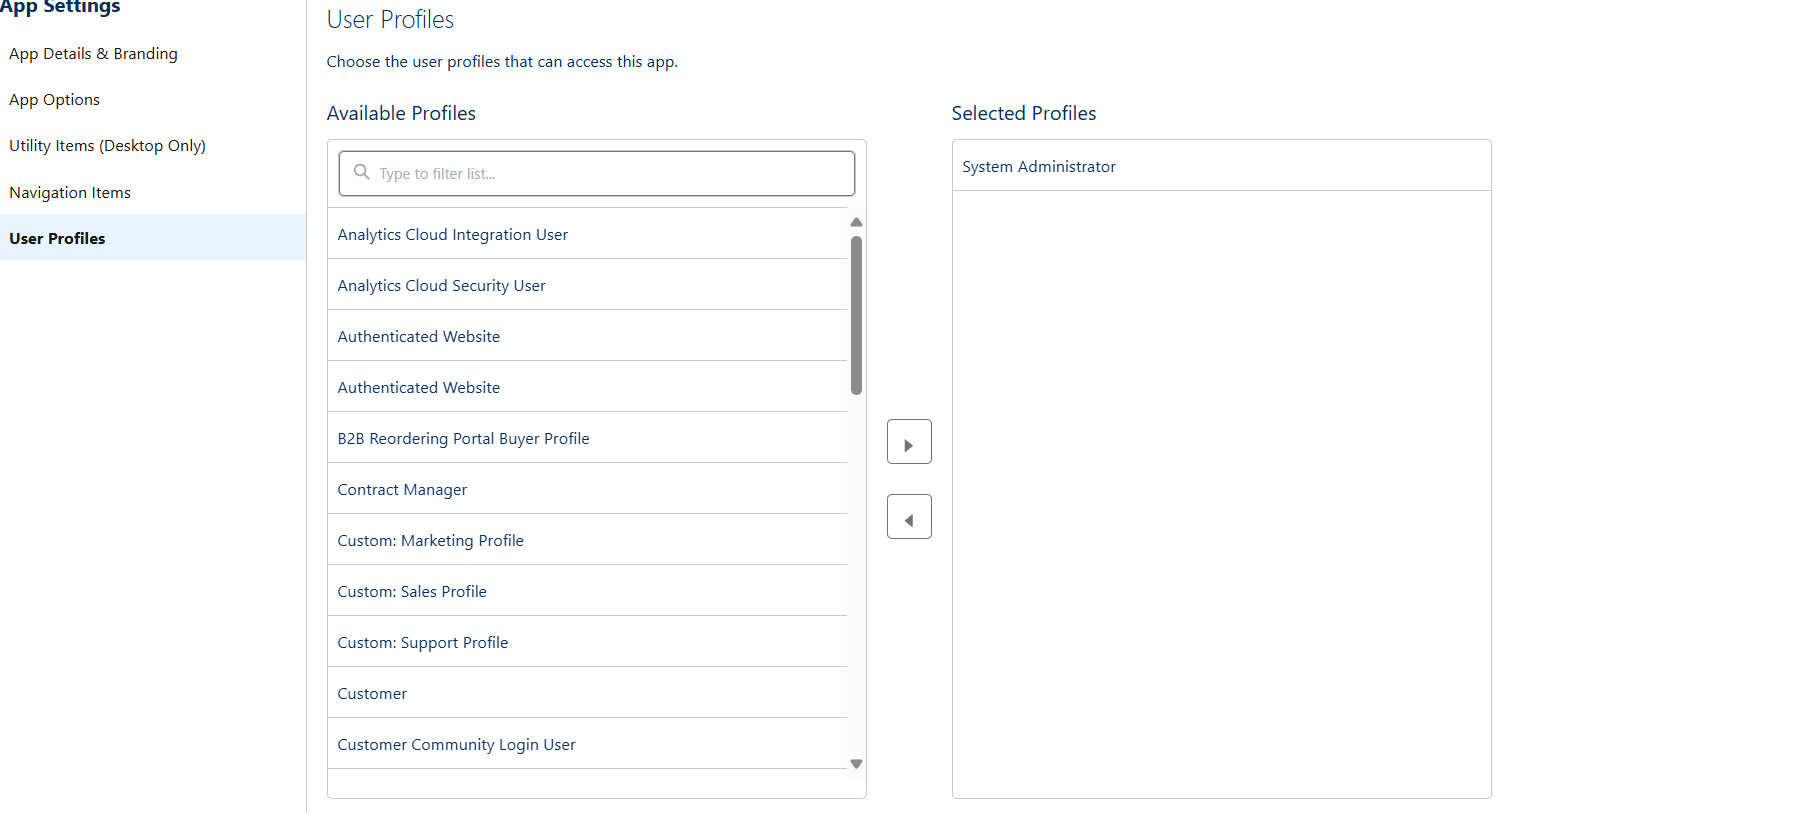 App Settings
App Details & Branding
App Options
Utility Items (Desktop Only)
Navigation Items
User Profiles
User Profiles
Choose the user profiles that can access this app.
Available Profiles
Type to filter list...
Analytics Cloud Integration User
Analytics Cloud Security User
Authenticated Website
Authenticated Website
B2B Reordering Portal Buyer Profile
Contract Manager
Custom: Marketing Profile
Custom: Sales Profile
Custom: Support Profile
Customer
Customer Community Login User
Selected Profiles
System Administrator